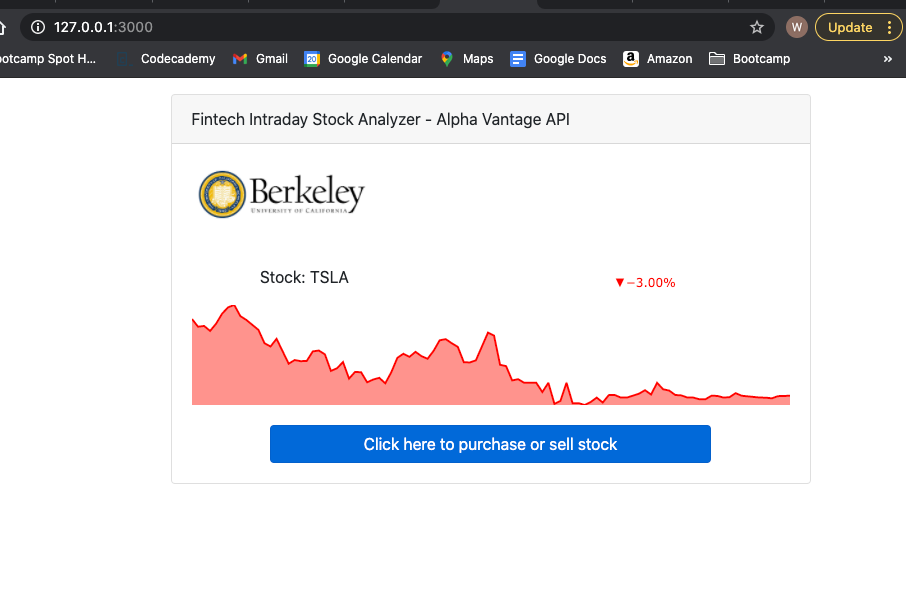 127.0.0.1:3000
W
Update
ootcamp Spot H...
Codecademy
Gmail
20
Google Calendar
Maps
Google Docs
a
Amazon
Bootcamp
»
Fintech Intraday Stock Analyzer - Alpha Vantage API
Berkeley
UNIVERSITY OF CALIFORNIA
Stock: TSLA
▼−3.00%
Click here to purchase or sell stock